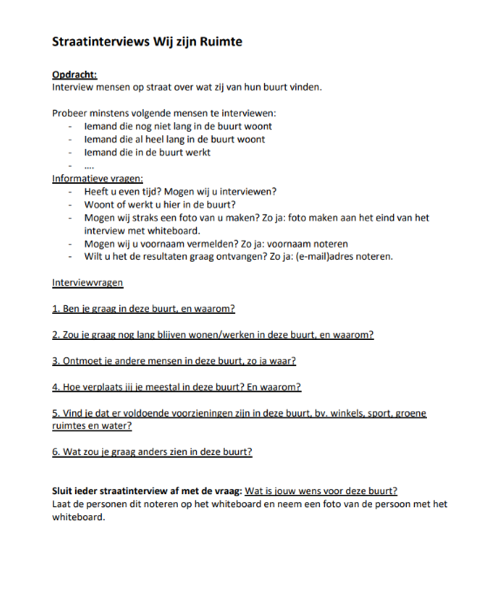 Straatinterviews Wij zijn Ruimte
Opdracht:
Interview mensen op straat over wat zij van hun buurt vinden.
Probeer minstens volgende mensen te interviewen:
- Iemand die nog niet lang in de buurt woont
- Iemand die al heel lang in de buurt woont
- Iemand die in de buurt werkt
- ....
Informatieve vragen:
- Heeft u even tijd? Mogen wij u interviewen?
- Woont of werkt u hier in de buurt?
- Mogen wij straks een foto van u maken? Zo ja: foto maken aan het eind van het
interview met whiteboard.
- Mogen wij u voornaam vermelden? Zo ja: voornaam noteren
- Wilt u het de resultaten graag ontvangen? Zo ja: (e-mail)adres noteren.
Interviewvragen
1. Ben je graag in deze buurt, en waarom?
2. Zou je graag nog lang blijven wonen/werken in deze buurt, en waarom?
3. Ontmoet je andere mensen in deze buurt, zo ja waar?
4. Hoe verplaats jij je meestal in deze buurt? En waarom?
5. Vind je dat er voldoende voorzieningen zijn in deze buurt, bv. winkels, sport, groene
ruimtes en water?
6. Wat zou je graag anders zien in deze buurt?
Sluit ieder straatinterview af met de vraag: Wat is jouw wens voor deze buurt?
Laat de personen dit noteren op het whiteboard en neem een foto van de persoon met het
whiteboard.